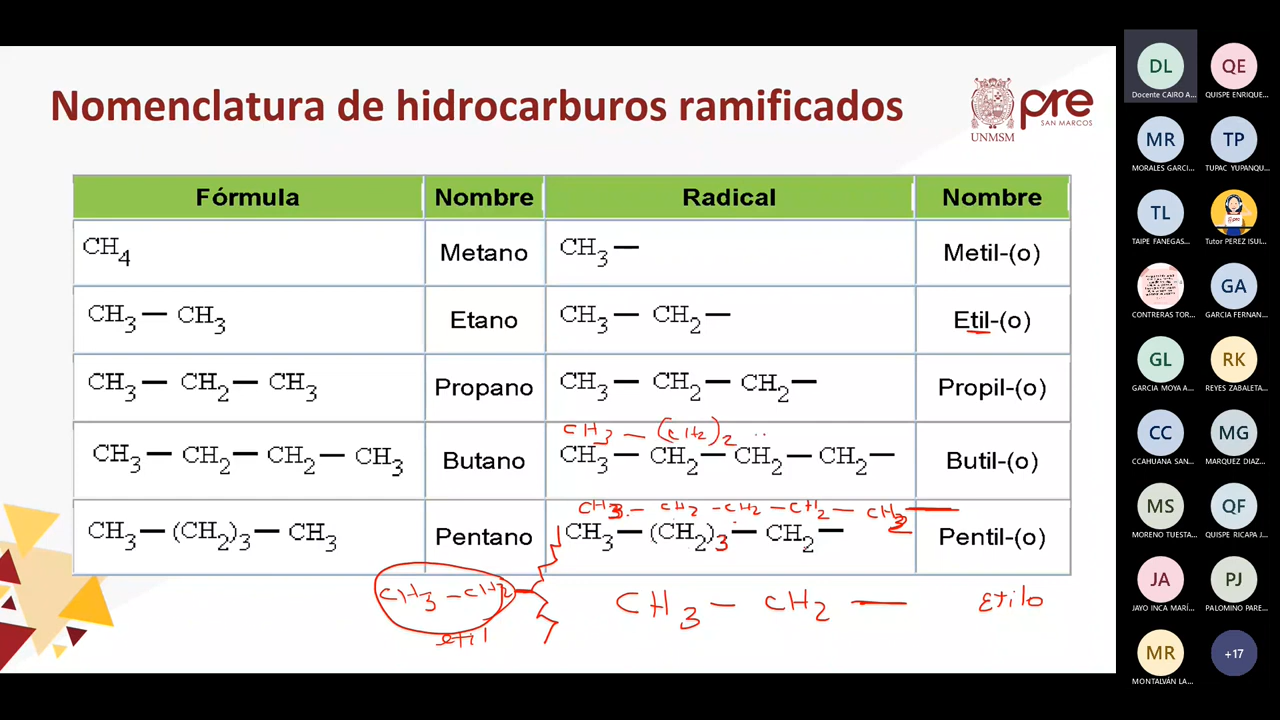 Nomenclatura de hidrocarburos ramificados
UNMSM
pre
SAN MARCOS
Fórmula Nombre Radical Nombre
CH4 Metano CH3— Metil-(o)
CH3—CH3 Etano CH3—CH2— Etil-(o)
CH3—CH2—CH3 Propano CH3—CH2—CH2— Propil-(o)
CH3—(CH2)2
CH3—CH2—CH2—CH3 Butano CH3—CH2—CH2—CH2— Butil-(o)
CH3—CH2—CH2—CH2—CH2—
CH3—(CH2)3—CH3 Pentano CH3—(CH2)3—CH2— Pentil-(o)
CH3—CH2— CH3—CH2— Etilo
etil
DL QE
Docente CAIRO A... QUISPE ENRIQUE...
MR TP
MORALES GARCI... TUPAC YUPANQU...
TL
TAIPE FANEGAS... Tutor PEREZ ISUI...
GA
CONTRERAS TOR... GARCIA FERNAN...
GL RK
GARCIA MOYA A... REYES ZABALETA...
CC MG
CCAHUANA SAN... MARQUEZ DIAZ...
MS QF
MORENO TUESTA... QUISPE RICAPA J...
JA PJ
JAYO INCA MARÍ... PALOMINO PARE...
MR +17
MONTALVÁN LA...